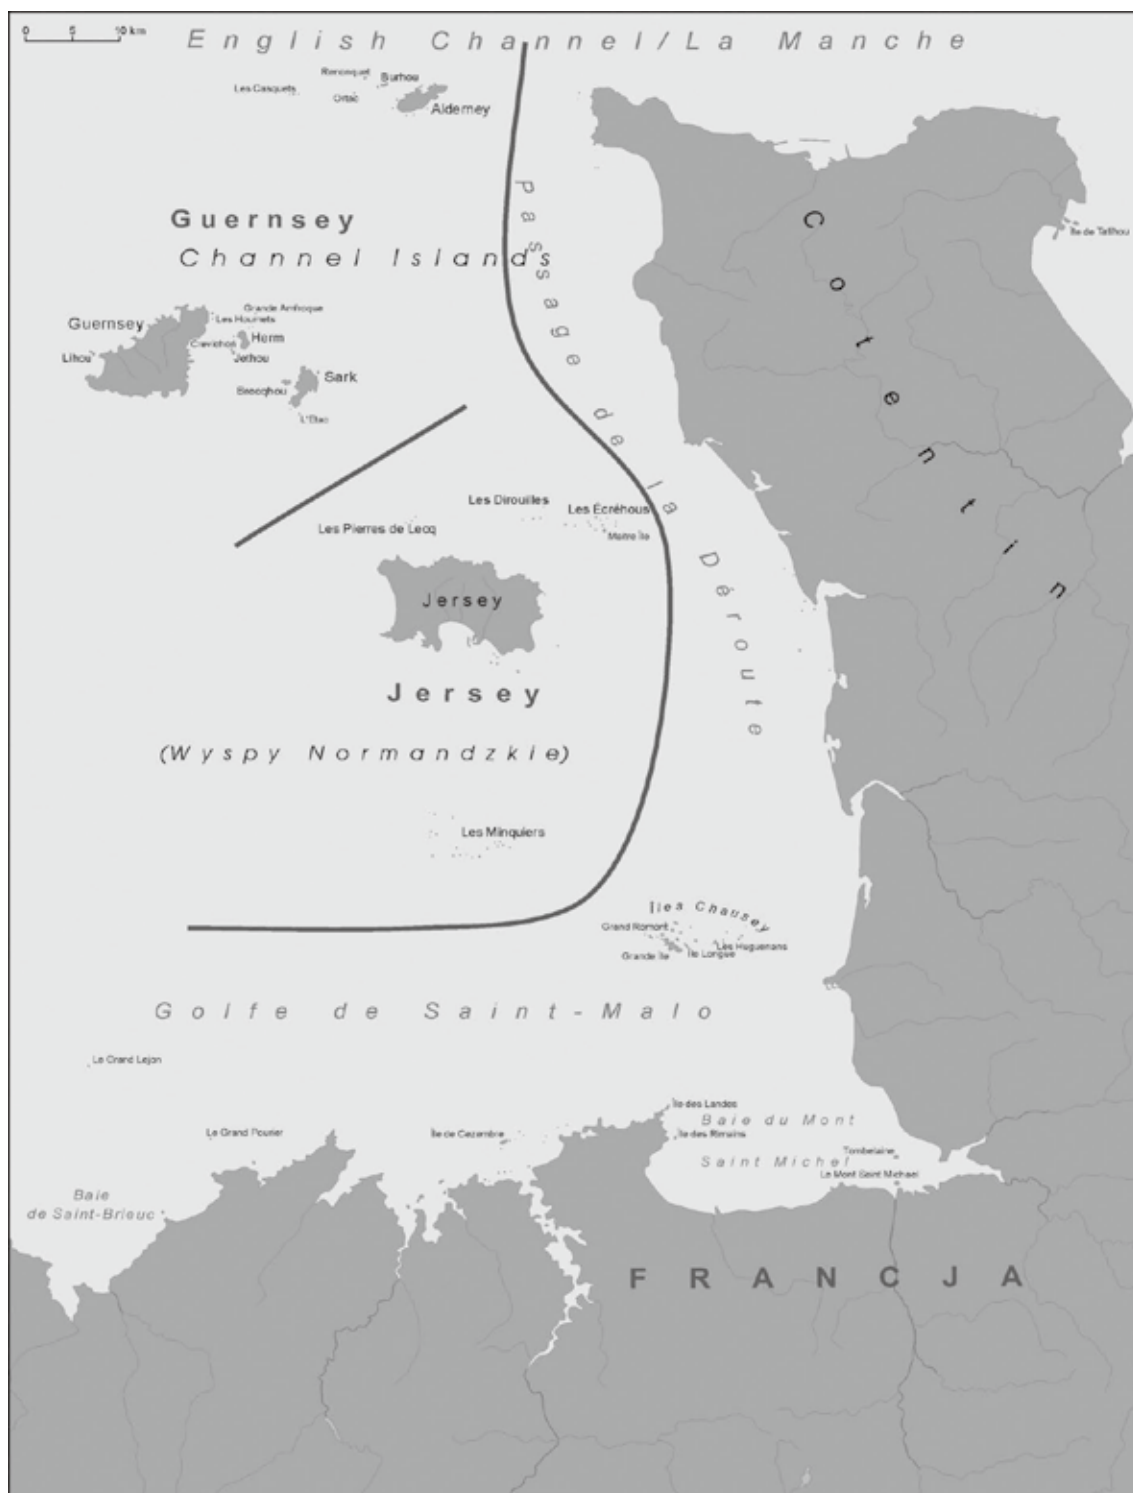 0 5 10 km
English Channel/La Manche
Renonquet
Burhou
Les Casquets
Ortac
Alderney
Passage de la Déroute
Cotentin
Guernsey
Channel Islands
Île de Tatihou
Grande Amfroque
Les Houmets
Guernsey
Herm
Crevichon
Lihou
Jethou
Sark
Brecqhou
L'Etac
Les Dirouilles
Les Écréhous
Les Pierres de Lecq
Maitre Île
Jersey
Jersey
(Wyspy Normandzkie)
Les Minquiers
Îles Chausey
Grand Romont
Les Huguenans
Grande Île
Île Longue
Golfe de Saint-Malo
Le Grand Lejon
Île des Landes
Baie du Mont
Saint Michel
Le Grand Pourier
Île de Cezembre
Île des Rimains
Tombelaine
Le Mont Saint Michael
Baie
de Saint-Brieuc
FRANCJA